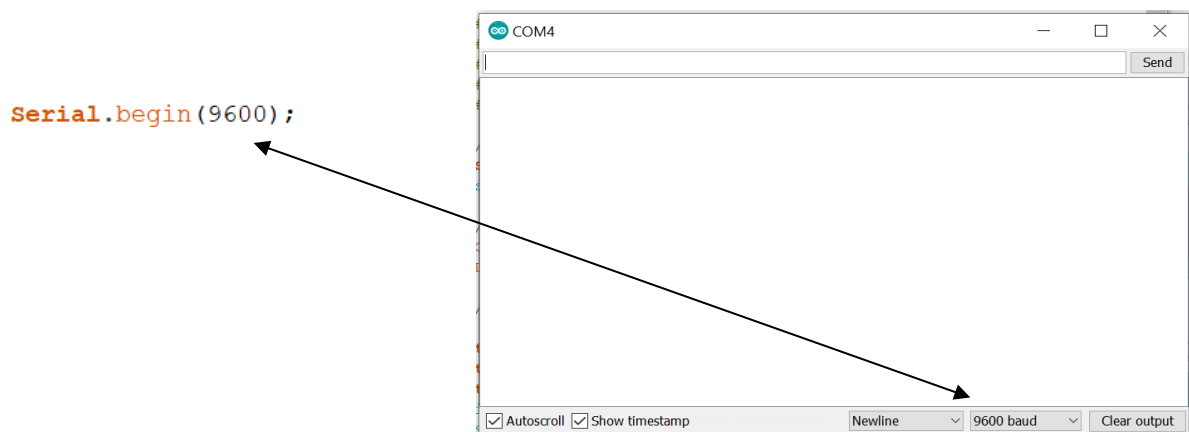 COM4
Send
Serial.begin(9600);
Autoscroll Show timestamp Newline 9600 baud Clear output